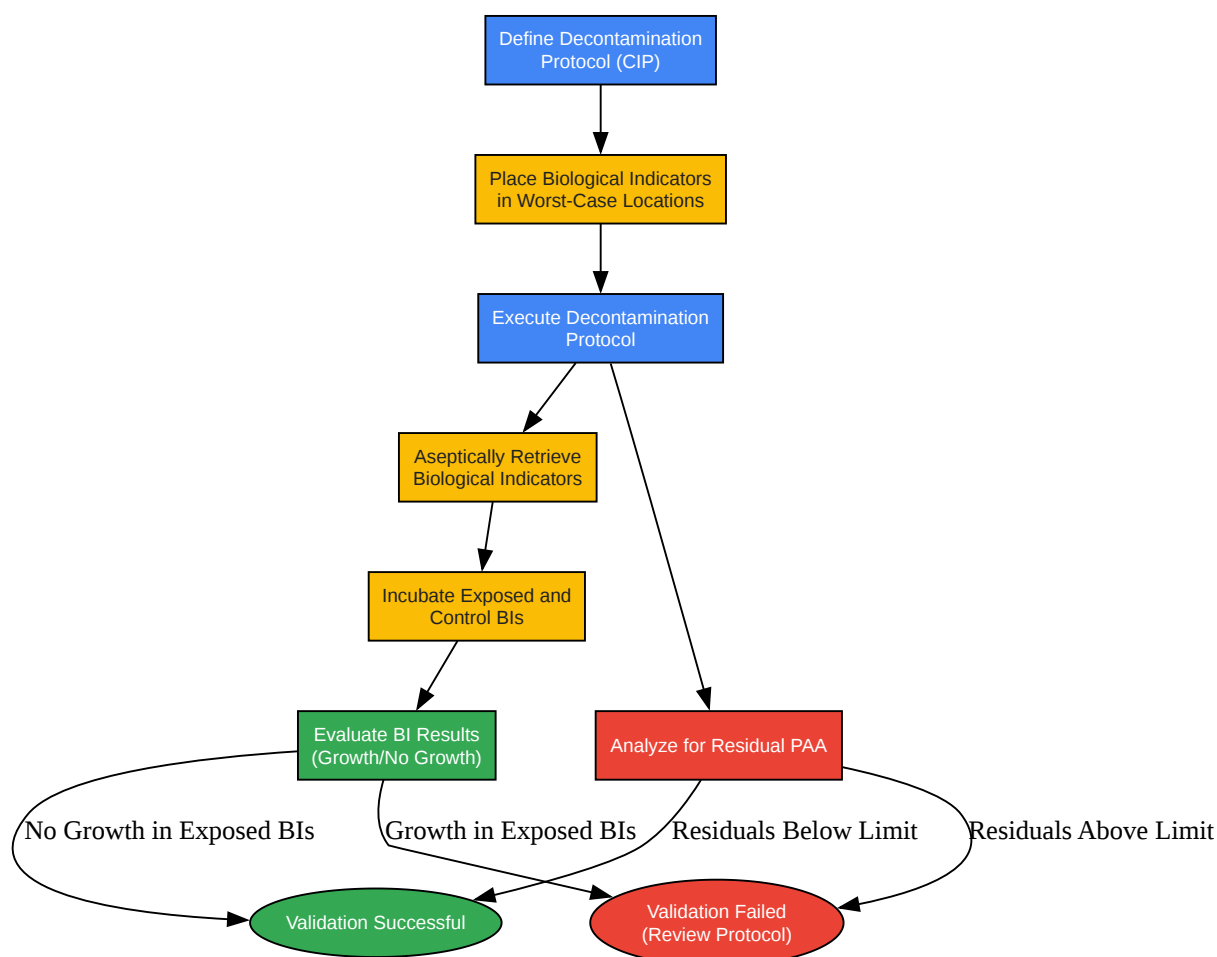 Define Decontamination
Protocol (CIP)
Place Biological Indicators
in Worst-Case Locations
Execute Decontamination
Protocol
Aseptically Retrieve
Biological Indicators
Incubate Exposed and
Control BIs
Evaluate BI Results
(Growth/No Growth)
Analyze for Residual PAA
No Growth in Exposed BIs
Growth in Exposed BIs
Residuals Below Limit
Residuals Above Limit
Validation Successful
Validation Failed
(Review Protocol)